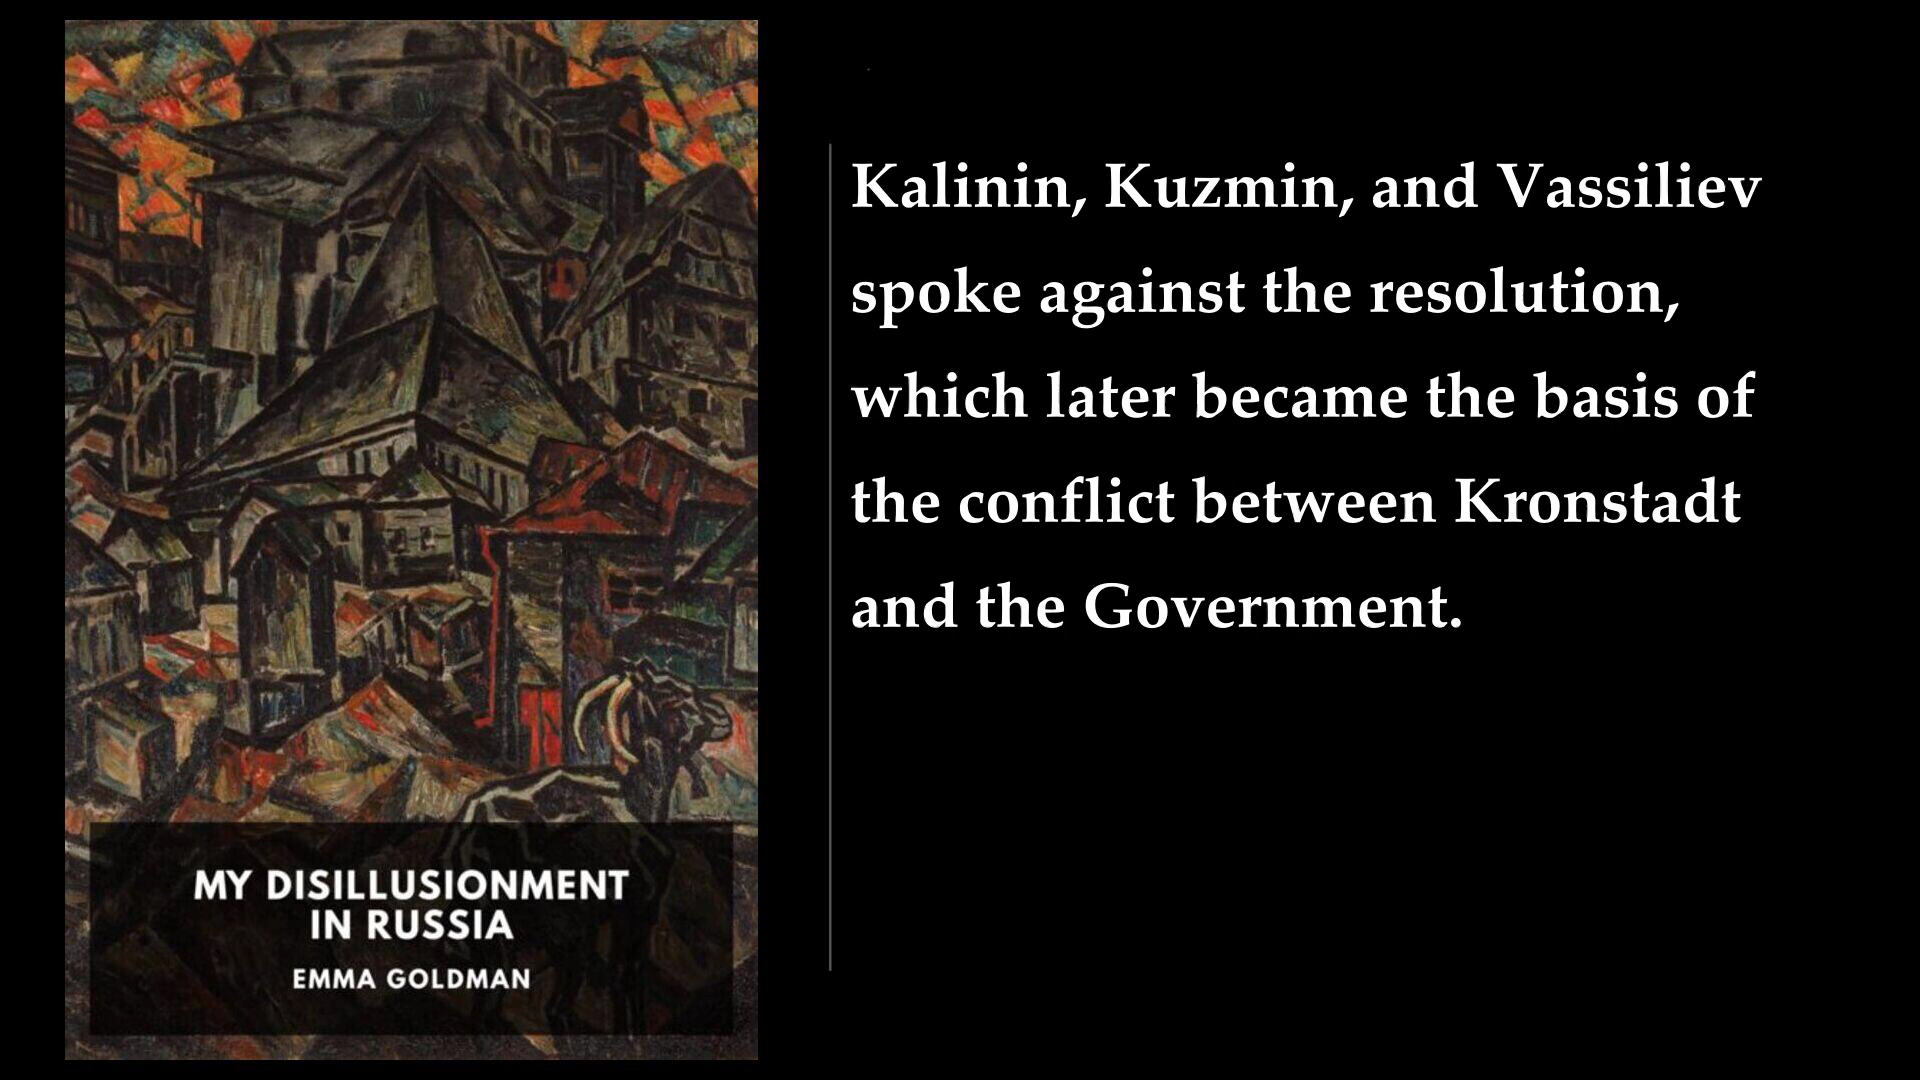 MY DISILLUSIONMENT
IN RUSSIA
EMMA GOLDMAN
Kalinin, Kuzmin, and Vassiliev
spoke against the resolution,
which later became the basis of
the conflict between Kronstadt
and the Government.